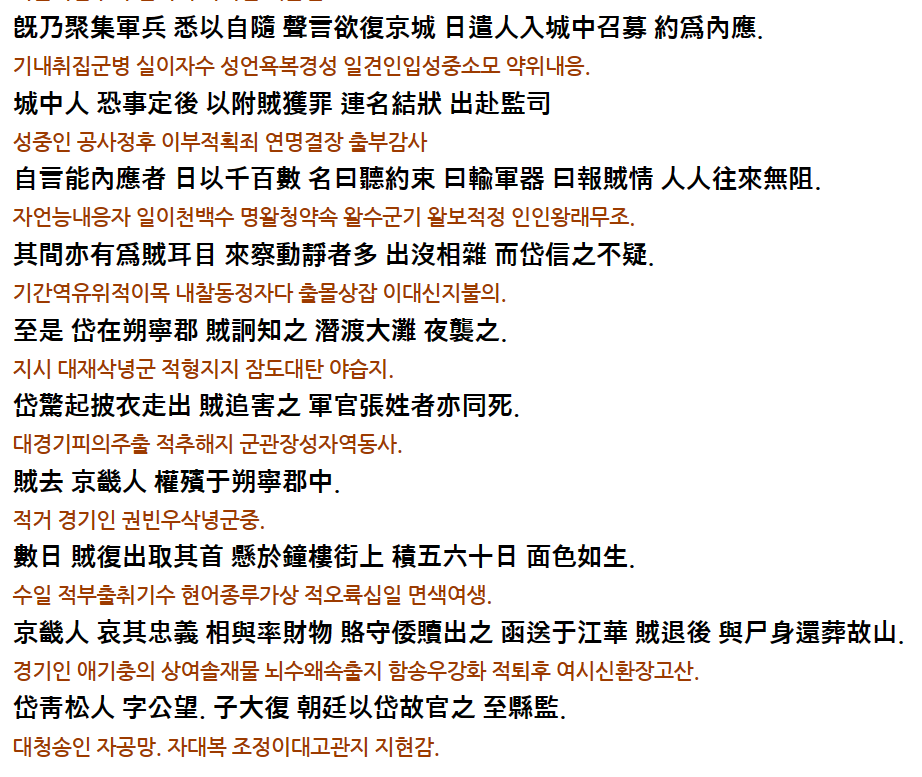 旣乃聚集軍兵 悉以自隨 聲言欲復京城 日遣人入城中召募 約爲內應.
기내취집군병 실이자수 성언욕복경성 일견인입성중소모 약위내응.
城中人 恐事定後 以附賊獲罪 連名結狀 出赴監司
성중인 공사정후 이부적획죄 연명결장 출부감사
自言能內應者 日以千百數 名曰聽約束 曰輸軍器 曰報賊情 人人往來無阻.
자언능내응자 일이천백수 명왈청약속 왈수군기 왈보적정 인인왕래무조.
其間亦有爲賊耳目 來察動靜者多 出沒相雜 而岱信之不疑.
기간역유위적이목 내찰동정자다 출몰상잡 이대신지불의.
至是 岱在朔寧郡 賊詗知之 潛渡大灘 夜襲之.
지시 대재삭녕군 적형지지 잠도대탄 야습지.
岱驚起披衣走出 賊追害之 軍官張姓者亦同死.
대경기피의주출 적추해지 군관장성자역동사.
賊去 京畿人 權殯于朔寧郡中.
적거 경기인 권빈우삭녕군중.
數日 賊復出取其首 懸於鐘樓街上 積五六十日 面色如生.
수일 적부출취기수 현어종루가상 적오륙십일 면색여생.
京畿人 哀其忠義 相與率財物 賂守倭贖出之 函送于江華 賊退後 與尸身還葬故山.
경기인 애기충의 상여솔재물 뇌수왜속출지 함송우강화 적퇴후 여시신환장고산.
岱靑松人 字公望. 子大復 朝廷以岱故官之 至縣監.
대청송인 자공망. 자대복 조정이대고관지 지현감.